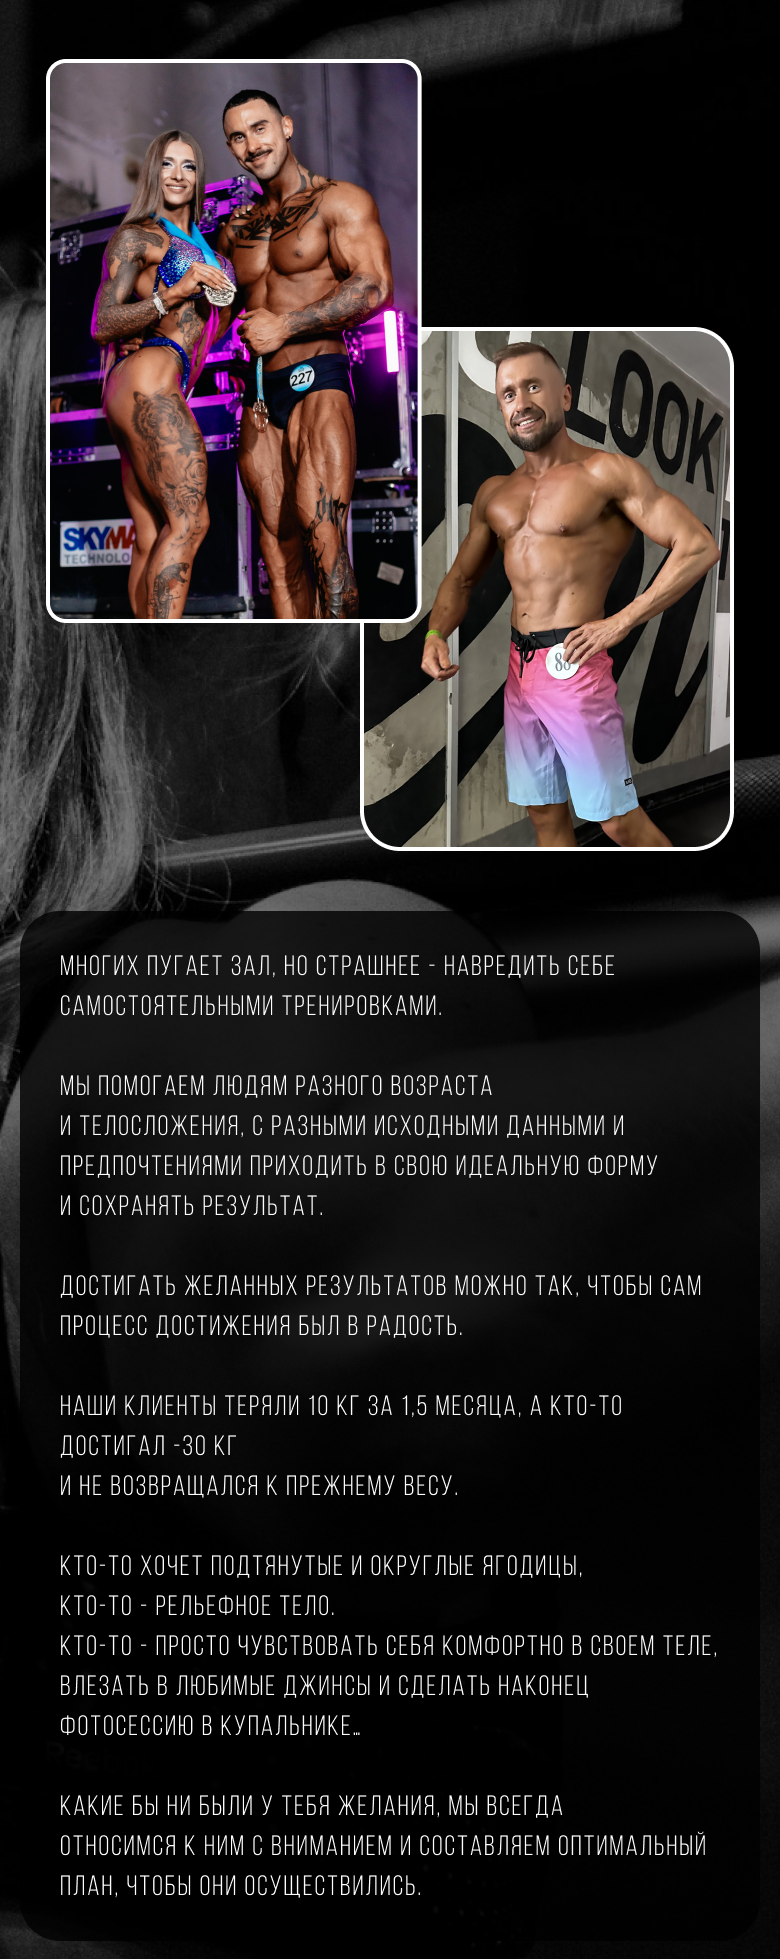 227
SKYMA
TECHNOLO
LOOK
88
МНОГИХ ПУГАЕТ ЗАЛ, НО СТРАШНЕЕ - НАВРЕДИТЬ СЕБЕ
САМОСТОЯТЕЛЬНЫМИ ТРЕНИРОВКАМИ.
МЫ ПОМОГАЕМ ЛЮДЯМ РАЗНОГО ВОЗРАСТА
И ТЕЛОСЛОЖЕНИЯ, С РАЗНЫМИ ИСХОДНЫМИ ДАННЫМИ И
ПРЕДПОЧТЕНИЯМИ ПРИХОДИТЬ В СВОЮ ИДЕАЛЬНУЮ ФОРМУ
И СОХРАНЯТЬ РЕЗУЛЬТАТ.
ДОСТИГАТЬ ЖЕЛАННЫХ РЕЗУЛЬТАТОВ МОЖНО ТАК, ЧТОБЫ САМ
ПРОЦЕСС ДОСТИЖЕНИЯ БЫЛ В РАДОСТЬ.
НАШИ КЛИЕНТЫ ТЕРЯЛИ 10 КГ ЗА 1,5 МЕСЯЦА, А КТО-ТО
ДОСТИГАЛ -30 КГ
И НЕ ВОЗВРАЩАЛСЯ К ПРЕЖНЕМУ ВЕСУ.
КТО-ТО ХОЧЕТ ПОДТЯНУТЫЕ И ОКРУГЛЫЕ ЯГОДИЦЫ,
КТО-ТО - РЕЛЬЕФНОЕ ТЕЛО.
КТО-ТО - ПРОСТО ЧУВСТВОВАТЬ СЕБЯ КОМФОРТНО В СВОЕМ ТЕЛЕ,
ВЛЕЗАТЬ В ЛЮБИМЫЕ ДЖИНСЫ И СДЕЛАТЬ НАКОНЕЦ
ФОТОСЕССИЮ В КУПАЛЬНИКЕ…
КАКИЕ БЫ НИ БЫЛИ У ТЕБЯ ЖЕЛАНИЯ, МЫ ВСЕГДА
ОТНОСИМСЯ К НИМ С ВНИМАНИЕМ И СОСТАВЛЯЕМ ОПТИМАЛЬНЫЙ
ПЛАН, ЧТОБЫ ОНИ ОСУЩЕСТВИЛИСЬ.